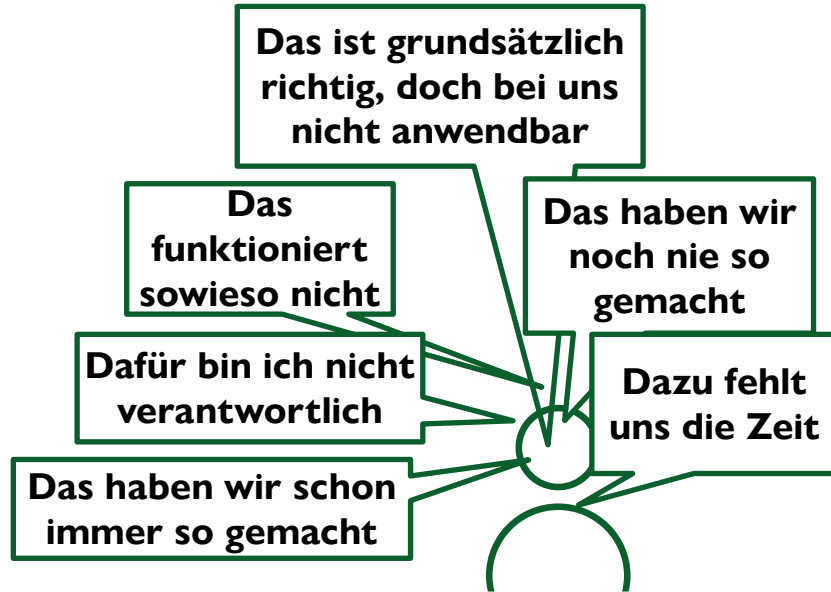 Das ist grundsätzlich
richtig, doch bei uns
nicht anwendbar
Das
funktioniert
sowieso nicht
Das haben wir
noch nie so
gemacht
Dafür bin ich nicht
verantwortlich
Dazu fehlt
uns die Zeit
Das haben wir schon
immer so gemacht